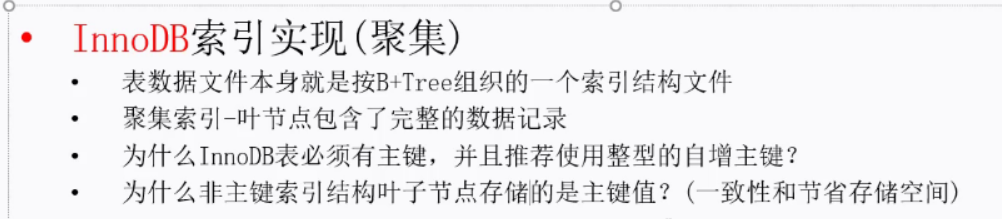 • InnoDB索引实现(聚集)
• 表数据文件本身就是按B+Tree组织的一个索引结构文件
• 聚集索引-叶节点包含了完整的数据记录
• 为什么InnoDB表必须有主键，并且推荐使用整型的自增主键？
• 为什么非主键索引结构叶子节点存储的是主键值？(一致性和节省存储空间)